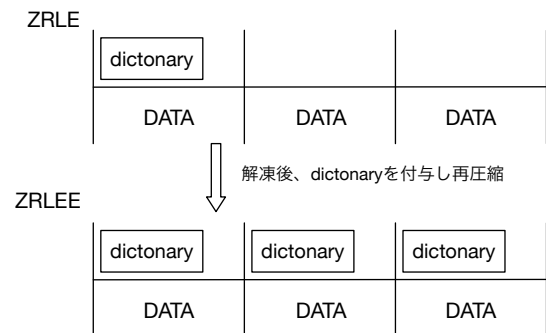 ZRLE
dictonary
DATA DATA DATA
解凍後、dictonaryを付与し再圧縮
ZRLEE
dictonary dictonary dictonary
DATA DATA DATA